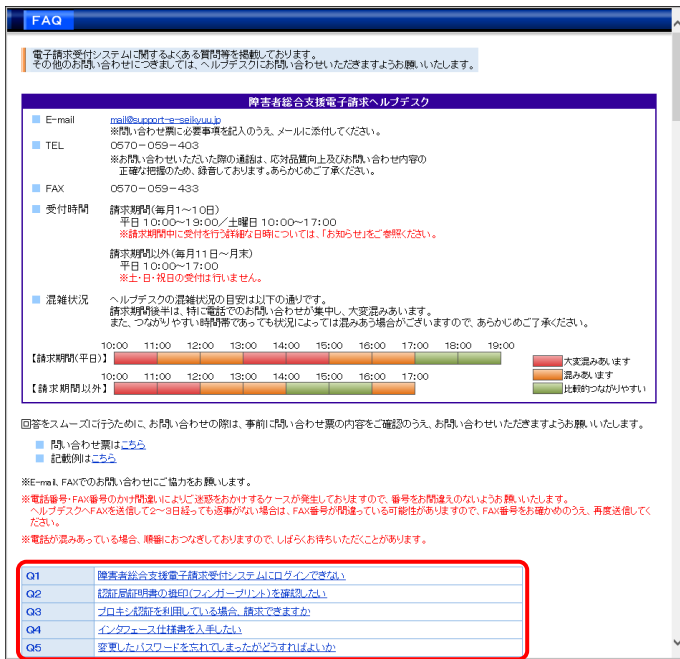 FAQ
電子請求受付システムに関するよくある質問等を掲載しております。
その他のお問い合わせにつきましては、ヘルプデスクにお問い合わせいただきますようお願いいたします。
障害者総合支援電子請求ヘルプデスク
E-mail mail@support-e-seikyuu.jp
※問い合わせ票に必要事項を記入のうえ、メールに添付してください。
TEL 0570-059-403
※お問い合わせいただいた際の通話は、応対品質向上及びお問い合わせ内容の
正確な把握のため、録音しております。あらかじめご了承ください。
FAX 0570-059-433
受付時間 請求期間(毎月1~10日)
平日 10:00~19:00/土曜日 10:00~17:00
※請求期間中に受付を行う詳細な日時については、「お知らせ」をご参照ください。
請求期間以外(毎月11日~月末)
平日 10:00~17:00
※土・日・祝日の受付は行いません。
混雑状況 ヘルプデスクの混雑状況の目安は以下の通りです。
請求期間後半は、特に電話でのお問い合わせが集中し、大変混みあいます。
また、つながりやすい時間帯であっても状況によっては混みあう場合がございますので、あらかじめご了承ください。
10:00 11:00 12:00 13:00 14:00 15:00 16:00 17:00 18:00 19:00
【請求期間(平日)】
大変混みあいます
10:00 11:00 12:00 13:00 14:00 15:00 16:00 17:00
混みあいます
【請求期間以外】
比較的つながりやすい
回答をスムーズに行うために、お問い合わせの際は、事前に問い合わせ票の内容をご確認のうえ、お問い合わせいただきますようお願いいたします。
問い合わせ票はこちら
記載例はこちら
※E-mail、FAXでのお問い合わせにご協力をお願いします。
※電話番号・FAX番号のかけ間違いによりご迷惑をおかけするケースが発生しておりますので、番号をお間違えのないようお願いいたします。
ヘルプデスクへFAXを送信して2~3日経っても返事がない場合は、FAX番号が間違っている可能性がありますので、FAX番号をお確かめのうえ、再度送信してく
ださい。
※電話が混みあっている場合、順番におつなぎしておりますので、しばらくお待ちいただくことがあります。
Q1 障害者総合支援電子請求受付システムにログインできない
Q2 認証局証明書の拇印(フィンガープリント)を確認したい
Q3 プロキシ認証を利用している場合、請求できますか
Q4 インタフェース仕様書を入手したい
Q5 変更したパスワードを忘れてしまったがどうすればよいか